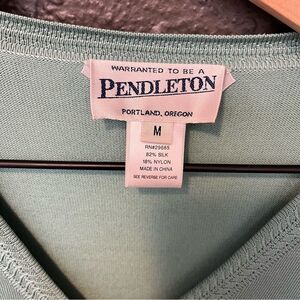 WARRANTED TO BE A
PENDLETON
PORTLAND, OREGON
M
RN#29685
82% SILK
18% NYLON
MADE IN CHINA
SEE REVERSE FOR CARE